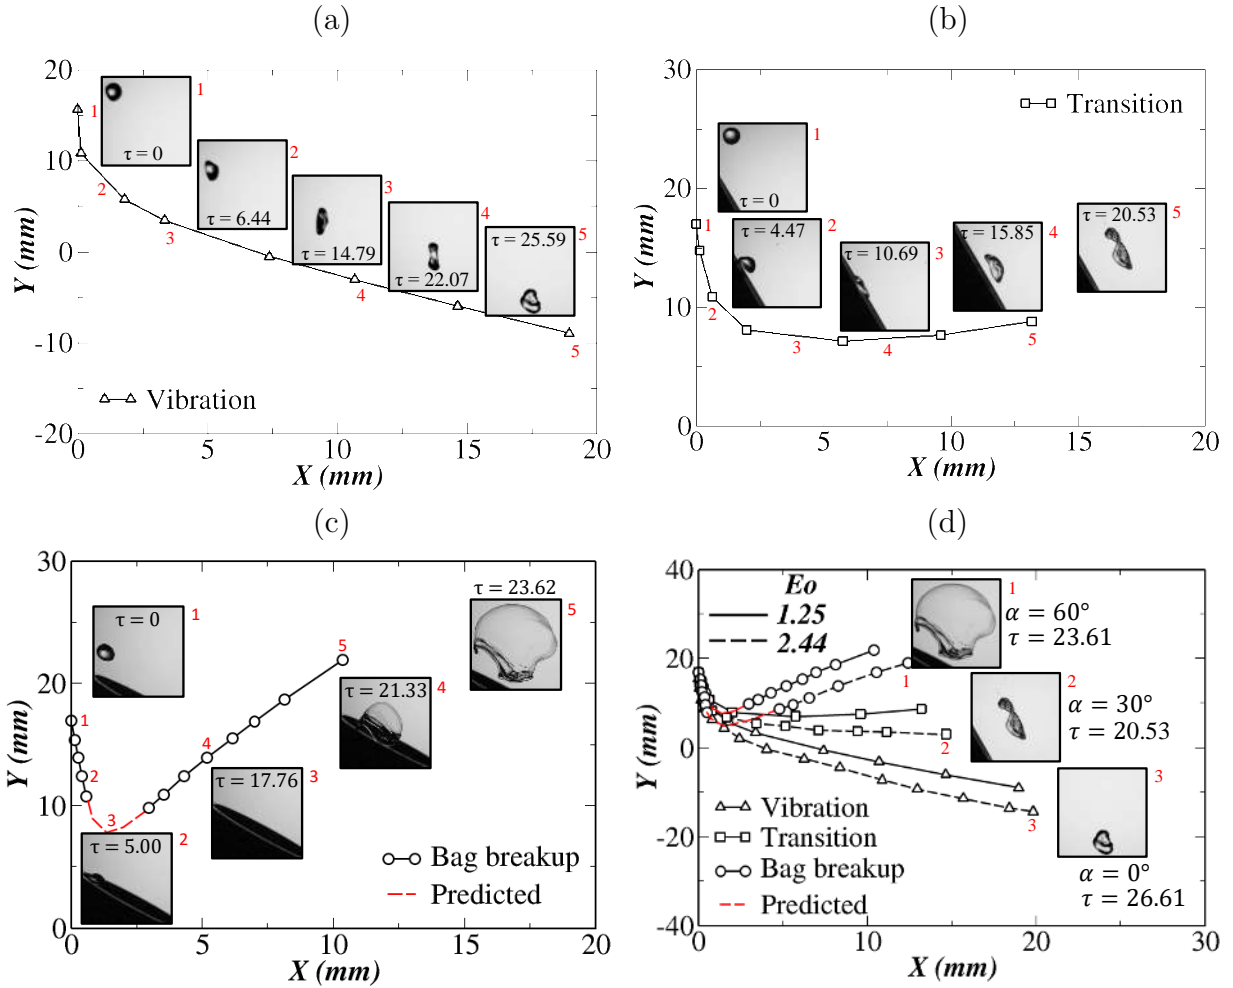 (a)
(b)
20
10
0
-10
-20
Y (mm)
0
5
10
15
20
X (mm)
1
2
3
4
5
1
τ = 0
2
τ = 6.44
3
τ = 14.79
4
τ = 22.07
5
τ = 25.59
Vibration
30
20
10
0
Y (mm)
0
5
10
15
20
X (mm)
Transition
1
2
3
4
5
1
τ = 0
τ = 4.47
2
τ = 10.69
3
τ = 15.85
4
τ = 20.53
5
(c)
(d)
30
20
10
0
Y (mm)
0
5
10
15
20
X (mm)
1
2
3
4
5
τ = 0
1
τ = 5.00
2
τ = 17.76
3
τ = 21.33
4
τ = 23.62
5
Bag breakup
Predicted
40
20
0
-20
-40
Y (mm)
0
10
20
30
X (mm)
Eo
1.25
2.44
1
2
3
1
α = 60°
τ = 23.61
2
α = 30°
τ = 20.53
3
α = 0°
τ = 26.61
Vibration
Transition
Bag breakup
Predicted